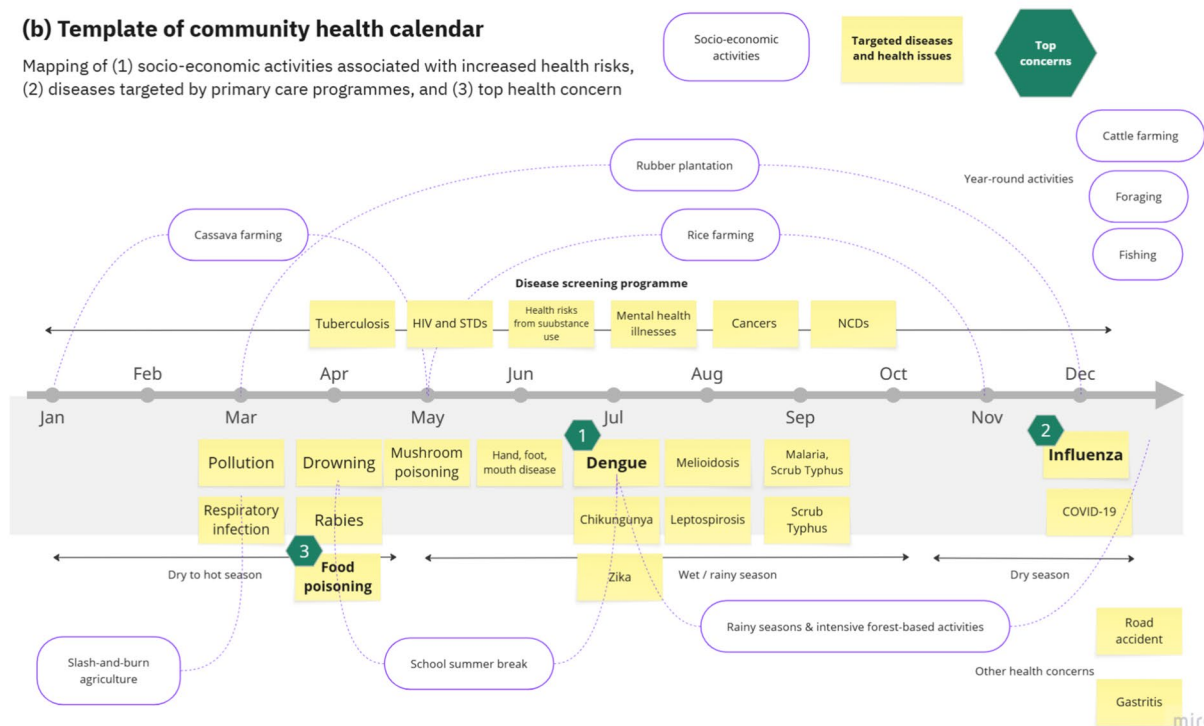 (b) Template of community health calendar
Mapping of (1) socio-economic activities associated with increased health risks,
(2) diseases targeted by primary care programmes, and (3) top health concern
Socio-economic
activities
Targeted diseases
and health issues
Top
concerns
Cattle farming
Rubber plantation
Year-round activities
Foraging
Cassava farming
Rice farming
Fishing
Disease screening programme
Tuberculosis
HIV and STDs
Health risks
from suubstance
use
Mental health
illnesses
Cancers
NCDs
Feb
Apr
Jun
Aug
Oct
Dec
Jan
Mar
May
Jul
Sep
Nov
Pollution
Drowning
Mushroom
poisoning
Hand, foot,
mouth disease
1
Dengue
Melioidosis
Malaria,
Scrub Typhus
2
Influenza
Respiratory
infection
Rabies
Chikungunya
Leptospirosis
Scrub
Typhus
COVID-19
3
Food
poisoning
Dry to hot season
Zika
Wet / rainy season
Dry season
Rainy seasons & intensive forest-based activities
Road
accident
Slash-and-burn
agriculture
School summer break
Other health concerns
Gastritis